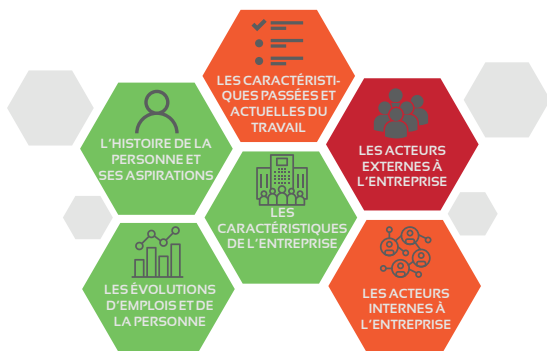 LES CARACTÉRISTI-
QUES PASSÉES ET
ACTUELLES DU
TRAVAIL
L'HISTOIRE DE LA
PERSONNE ET
SES ASPIRATIONS
LES ACTEURS
EXTERNES À
L'ENTREPRISE
LES
CARACTÉRISTIQUES
DE L'ENTREPRISE
LES ÉVOLUTIONS
D'EMPLOIS ET DE
LA PERSONNE
LES ACTEURS
INTERNES À
L'ENTREPRISE